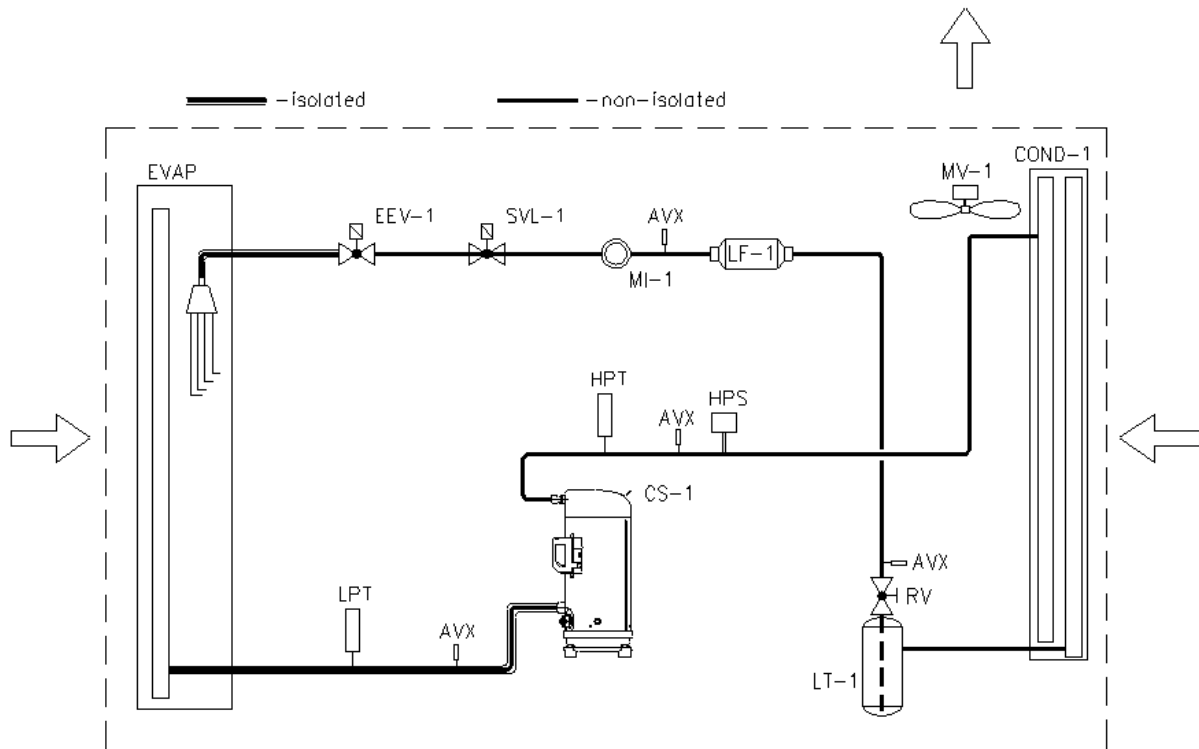 -isolated
-non-isolated
EVAP
COND-1
MV-1
EEV-1
SVL-1
AVX
LF-1
MI-1
HPT
AVX
HPS
CS-1
LPT
AVX
AVX
RV
LT-1